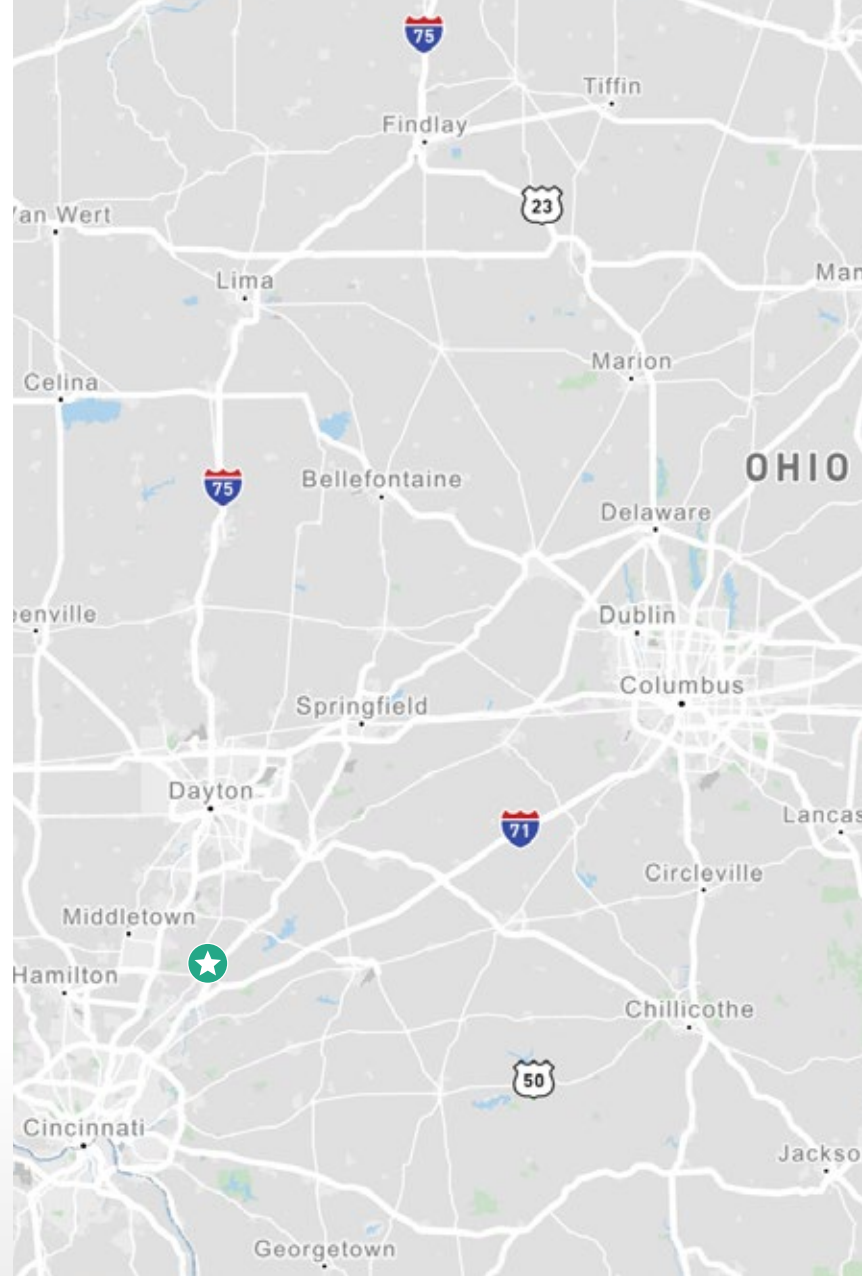 75
Tiffin
Findlay
23
Van Wert
Lima
Man
Marion
Celina
OHIO
75
Bellefontaine
Delaware
eenville
Dublin
Columbus
Springfield
Dayton
71
Lancas
Circleville
Middletown
Hamilton
Chillicothe
50
Cincinnati
Jackso
Georgetown